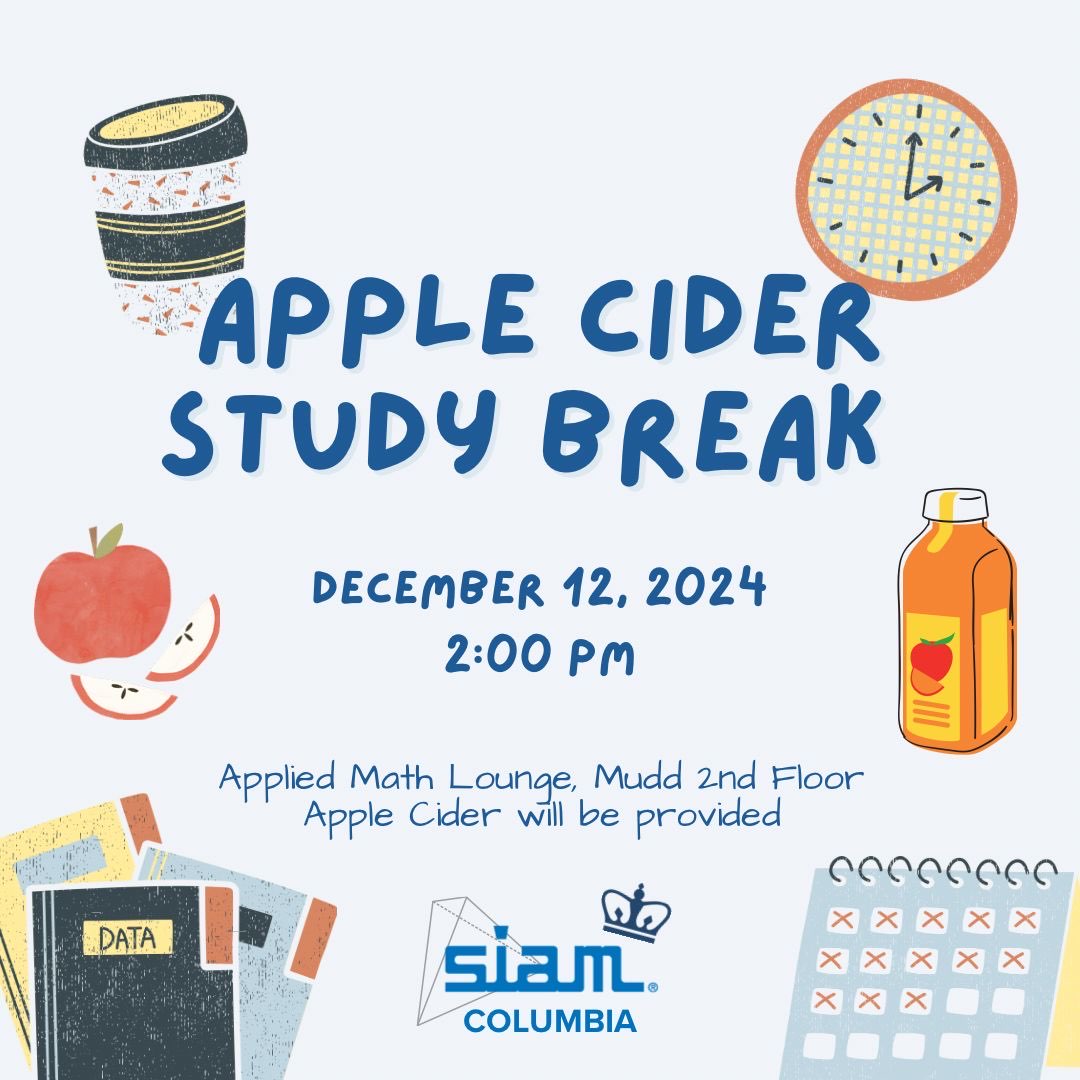 APPLE CIDER
STUDY BREAK
DECEMBER 12, 2024
2:00 PM
Applied Math Lounge, Mudd 2nd Floor
Apple Cider will be provided
DATA
siam®
COLUMBIA